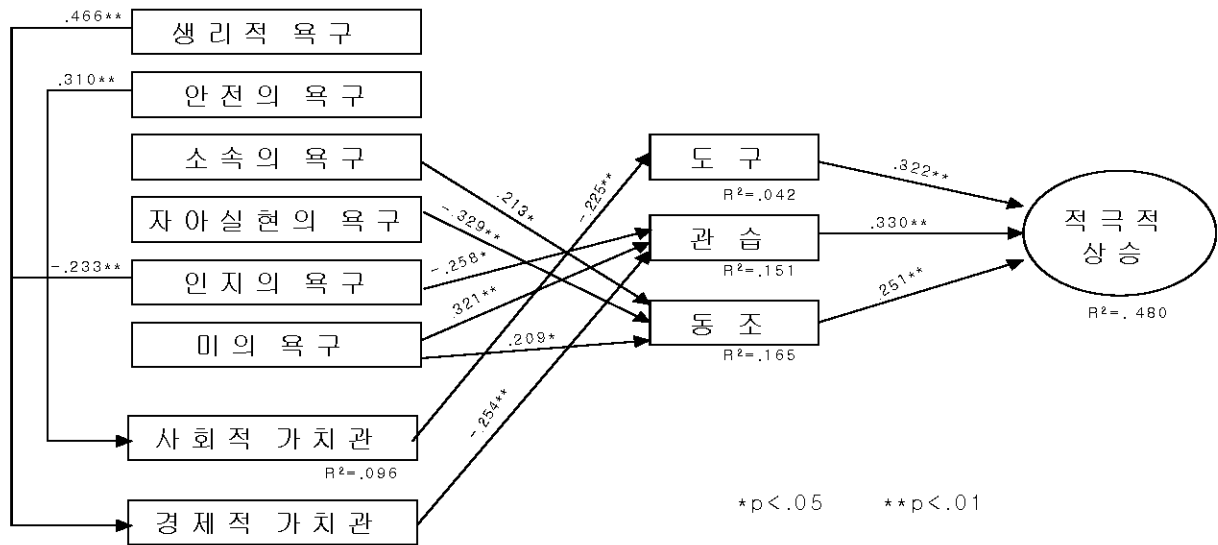 .466**
생리적 욕구
.310**
안전의 욕구
소속의 욕구
자아실현의 욕구
-.233**
인지의 욕구
미의 욕구
사회적 가치관
R²=.096
경제적 가치관
.213*
-.329**
-.258*
.321**
.209*
-.225**
-.254**
도구
R²=.042
관습
R²=.151
동조
R²=.165
.322**
.330**
.251**
적극적
상승
R²=.480
*p<.05 **p<.01